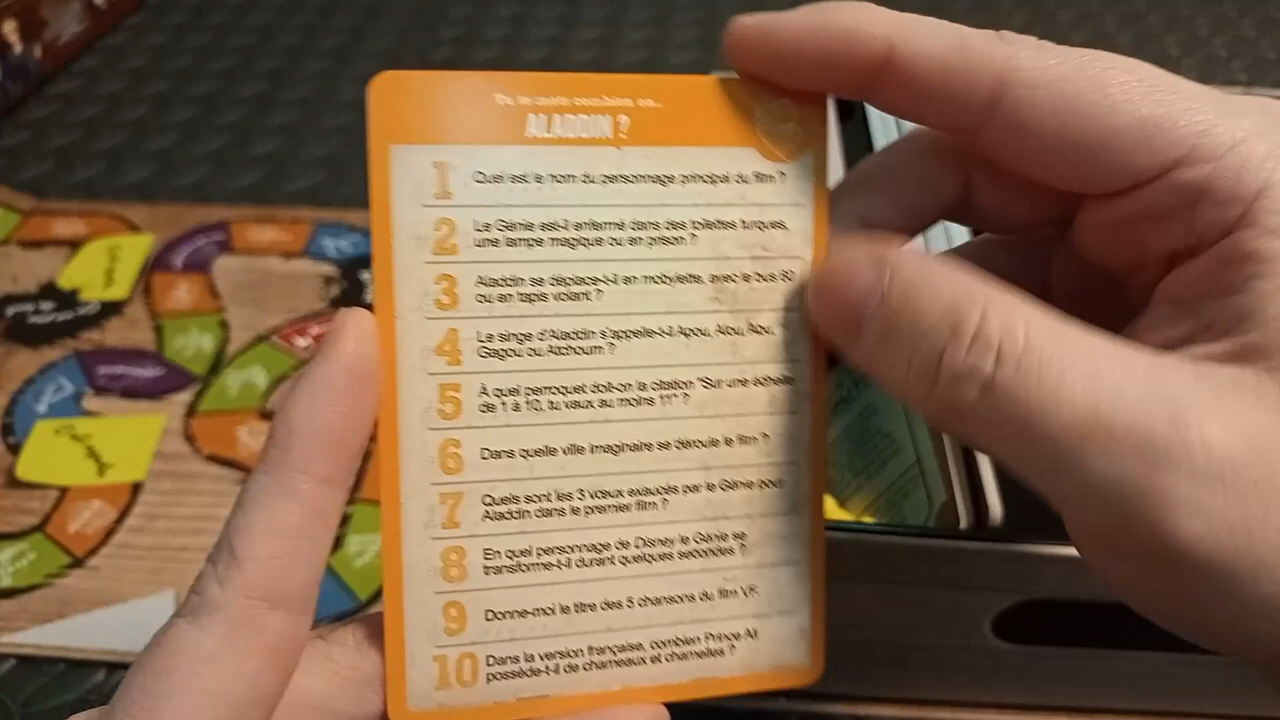 Tu te mets combien en...
ALADDIN ?
1 Quel est le nom du personnage principal du film ?
2 Le Génie est-il enfermé dans des toilettes turques,
une lampe magique ou en prison ?
3 Aladdin se déplace-t-il en mobylette, avec le bus 80
ou en tapis volant ?
4 Le singe d'Aladdin s'appelle-t-il Apou, Alou, Abu,
Gagou ou Atchoum ?
5 À quel perroquet doit-on la citation "Sur une échelle
de 1 à 10, tu vaux au moins 11" ?
6 Dans quelle ville imaginaire se déroule le film ?
7 Quels sont les 3 vœux exaucés par le Génie pour
Aladdin dans le premier film ?
8 En quel personnage de Disney le Génie se
transforme-t-il durant quelques secondes ?
9 Donne-moi le titre des 5 chansons du film VF.
10 Dans la version française, combien Prince Ali
possède-t-il de chameaux et chamelles ?